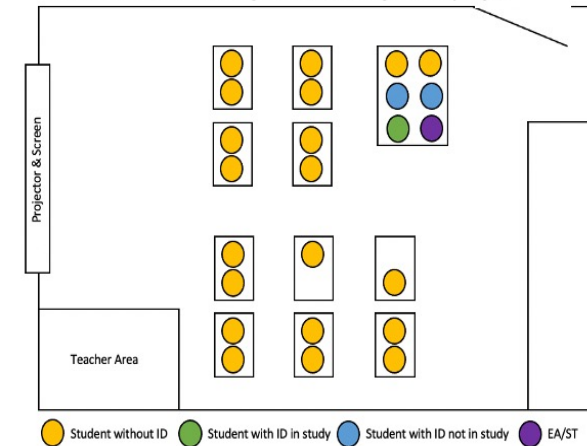 Projector & Screen
Teacher Area
Student without ID
Student with ID in study
Student with ID not in study
EA/ST